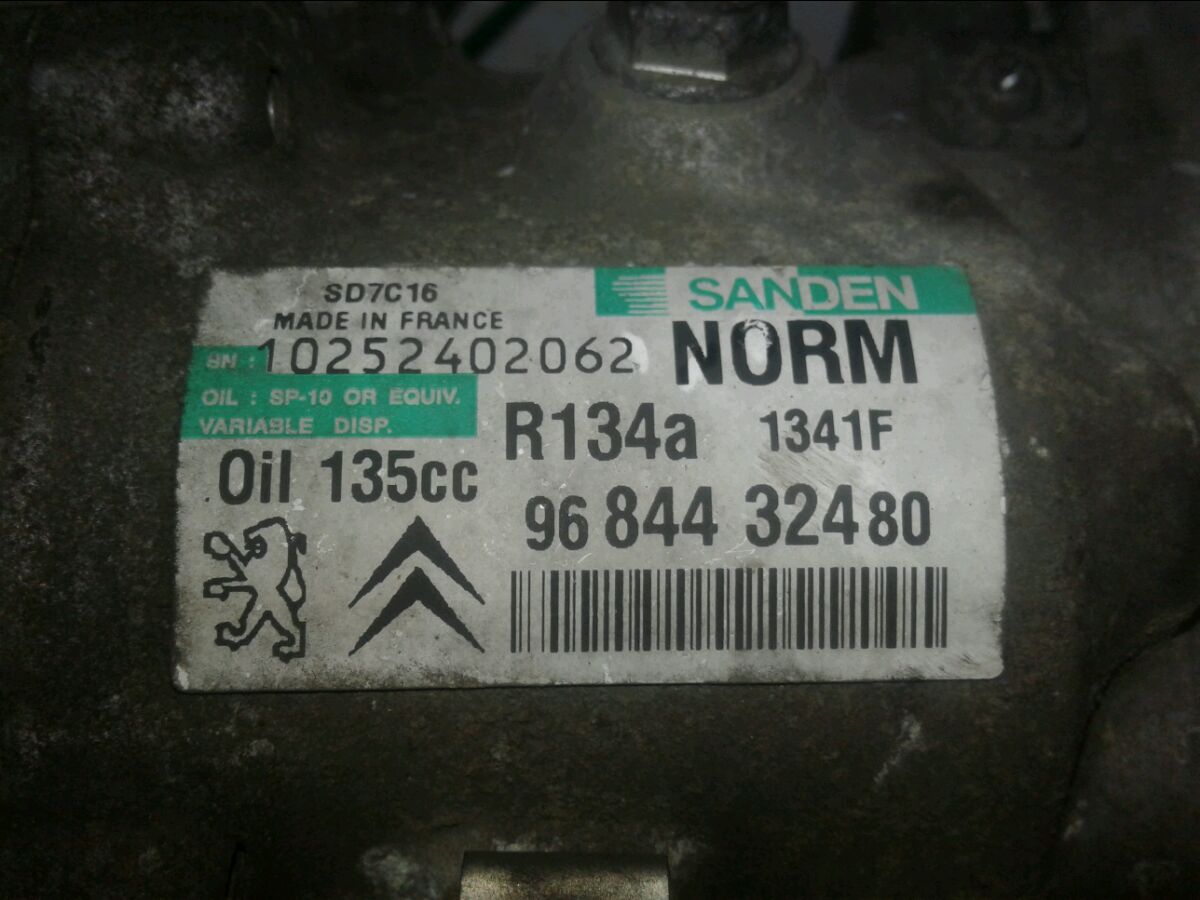 SD7C16
SANDEN
MADE IN FRANCE
NORM
SN : 10252402062
OIL : SP-10 OR EQUIV.
VARIABLE DISP.
R134a 1341F
Oil 135cc
96 844 324 80